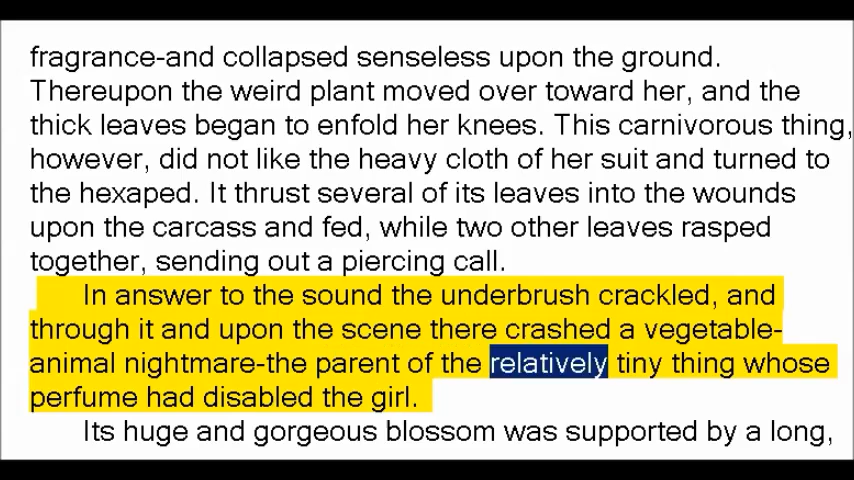 fragrance-and collapsed senseless upon the ground.
Thereupon the weird plant moved over toward her, and the
thick leaves began to enfold her knees. This carnivorous thing,
however, did not like the heavy cloth of her suit and turned to
the hexaped. It thrust several of its leaves into the wounds
upon the carcass and fed, while two other leaves rasped
together, sending out a piercing call.
In answer to the sound the underbrush crackled, and
through it and upon the scene there crashed a vegetable-
animal nightmare-the parent of the relatively tiny thing whose
perfume had disabled the girl.
Its huge and gorgeous blossom was supported by a long,